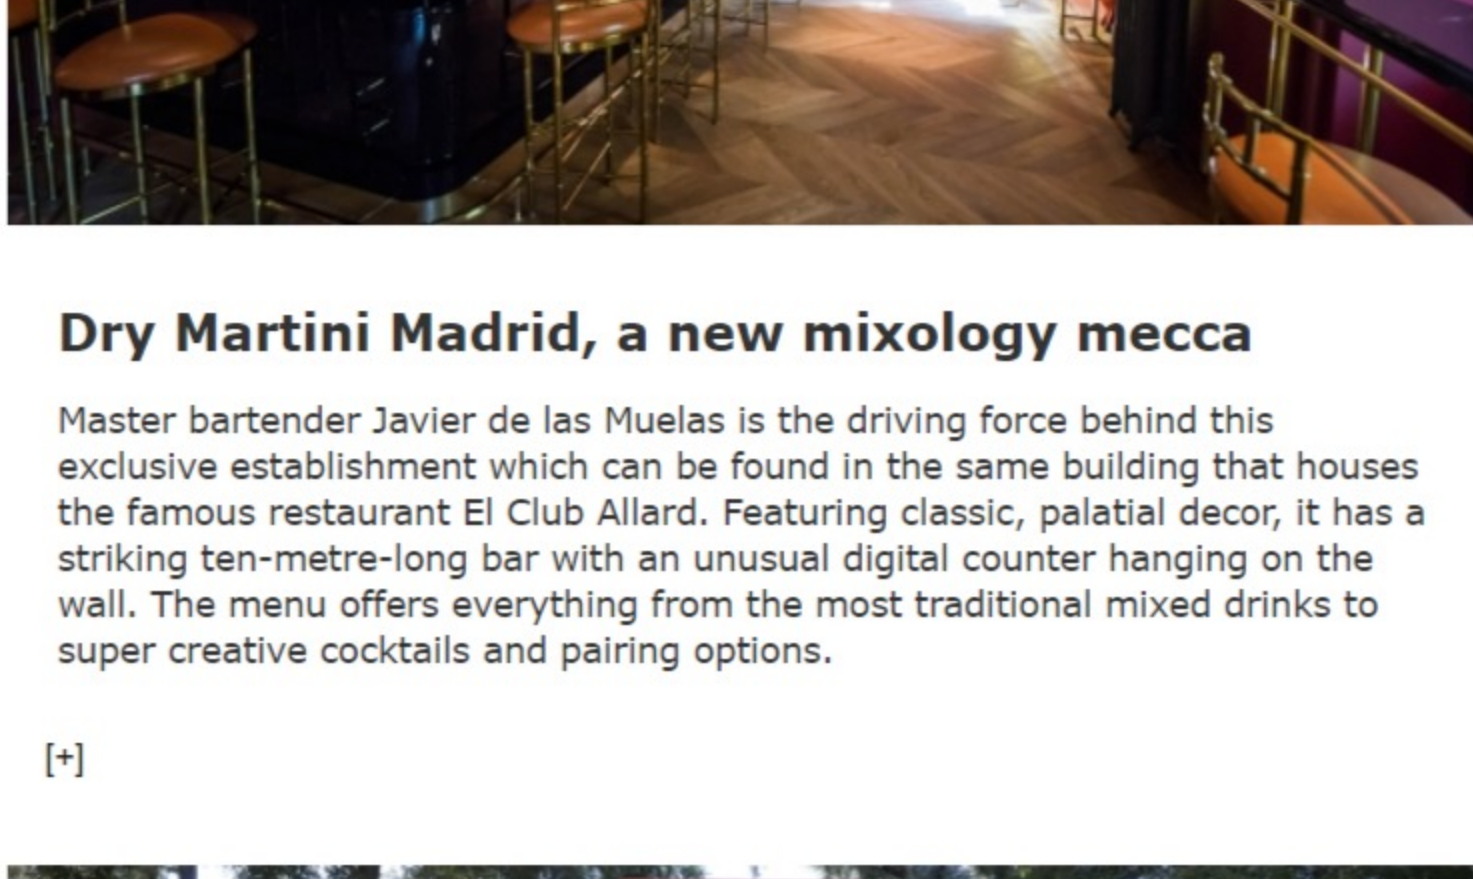 Dry Martini Madrid, a new mixology mecca
Master bartender Javier de las Muelas is the driving force behind this
exclusive establishment which can be found in the same building that houses
the famous restaurant El Club Allard. Featuring classic, palatial decor, it has a
striking ten-metre-long bar with an unusual digital counter hanging on the
wall. The menu offers everything from the most traditional mixed drinks to
super creative cocktails and pairing options.
[+]